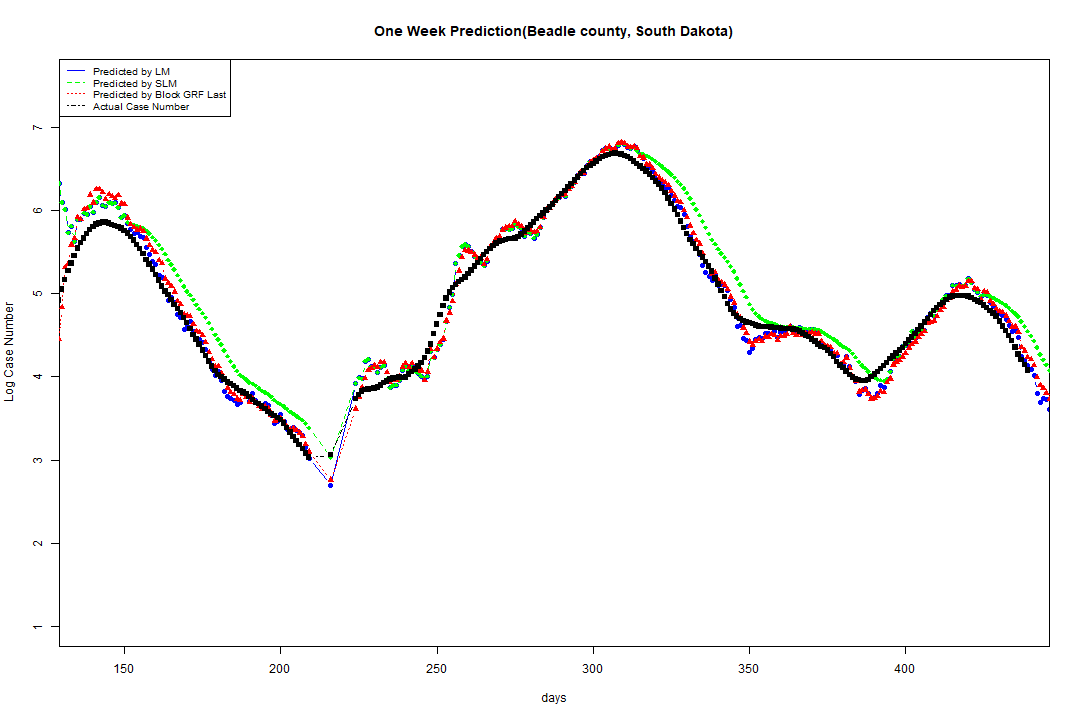 One Week Prediction(Beadle county, South Dakota)
Predicted by LM
Predicted by SLM
Predicted by Block GRF Last
Actual Case Number
7
6
5
4
3
2
1
Log Case Number
150 200 250 300 350 400
days